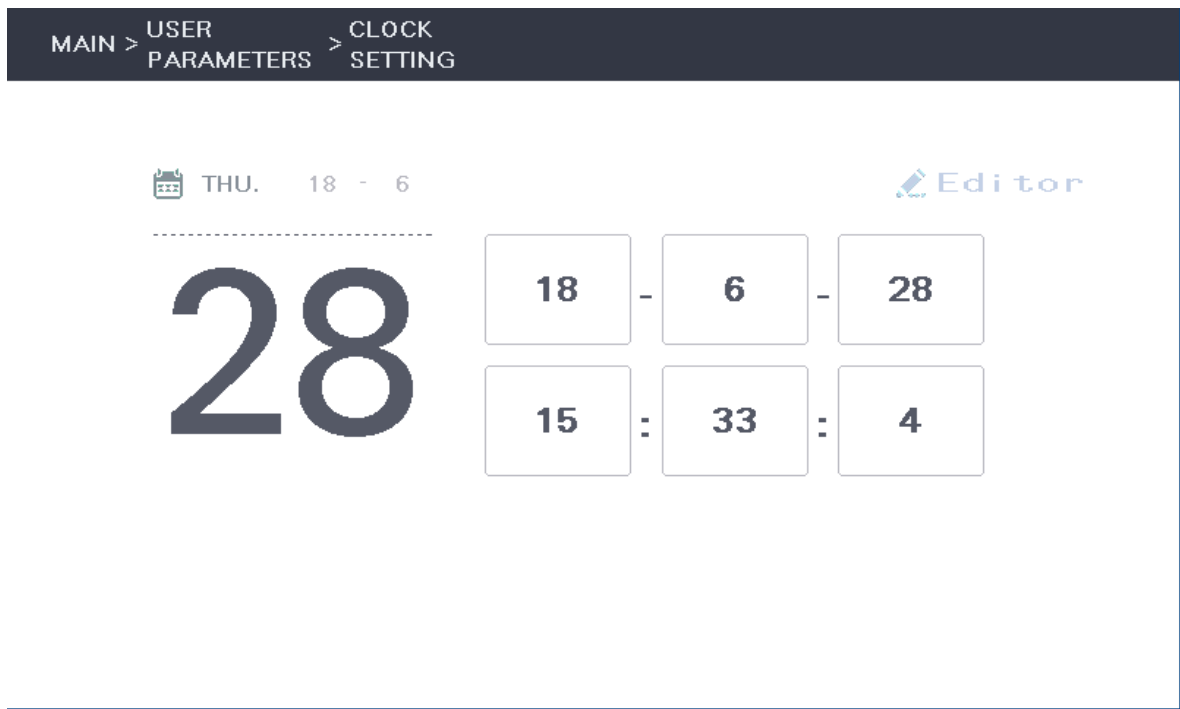 MAIN > USER PARAMETERS > CLOCK SETTING
THU. 18 - 6
Editor
28
18 - 6 - 28
15 : 33 : 4